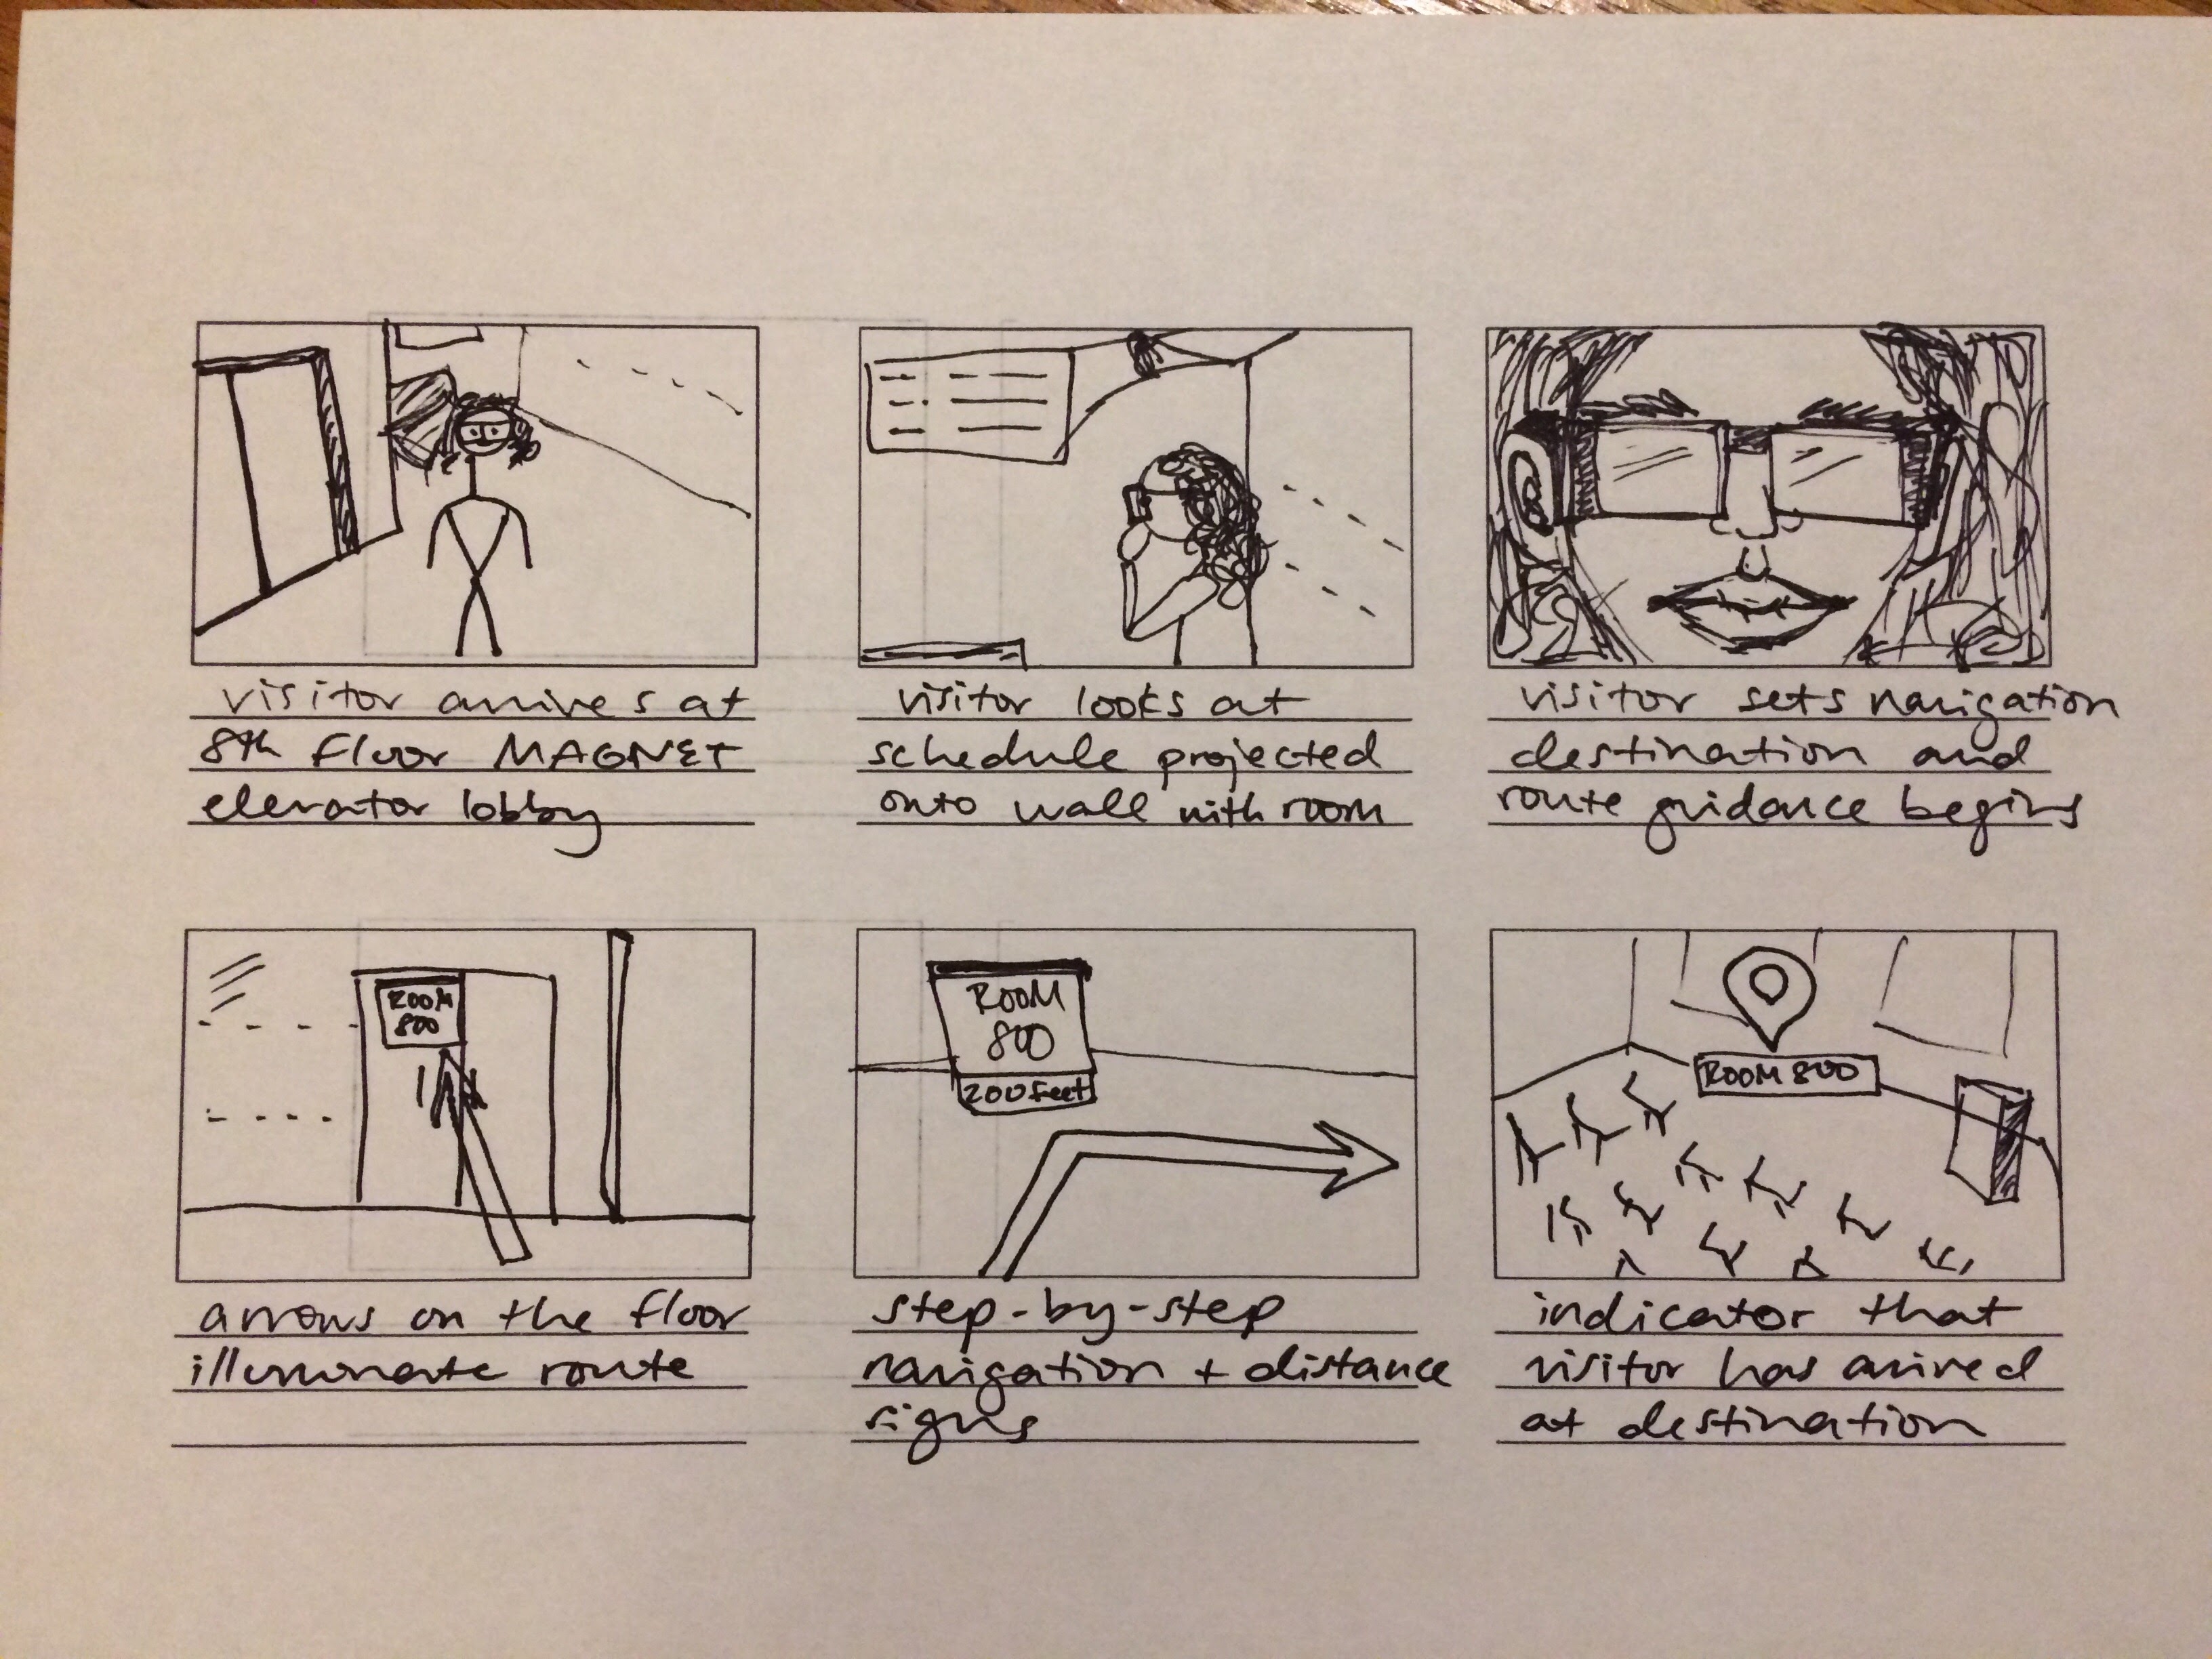 visitor arrives at
8th floor MAGNET
elevator lobby
visitor looks at
schedule projected
onto wall with room
visitor sets navigation
destination and
route guidance begins
ROOM
800
arrows on the floor
illuminate route
ROOM
800
200 feet
step-by-step
navigation + distance
signs
ROOM 800
indicator that
visitor has arrived
at destination